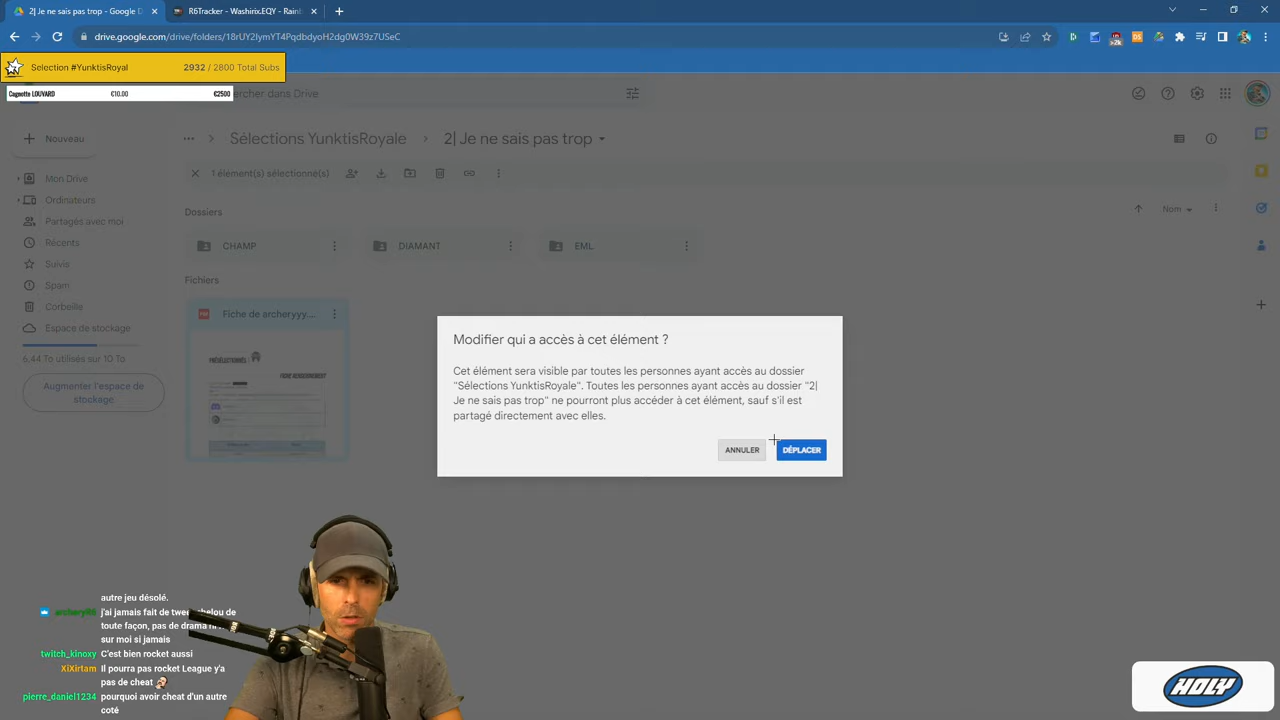 2| Je ne sais pas trop - Google D
R6Tracker - Washirix.EQY - Rain
drive.google.com/drive/folders/18rUY2IymYT4PqdbdyoH2dg0W39z7USeC
Selection #YunktisRoyal 2932 / 2800 Total Subs
Cagnotte LOUVARD €10.00 €2500
ercher dans Drive
Nouveau
Sélections YunktisRoyale
2| Je ne sais pas trop
1 élément(s) sélectionné(s)
Mon Drive
Ordinateurs
Partagés avec moi
Récents
Suivis
Spam
Corbeille
Espace de stockage
6,44 To utilisés sur 10 To
Augmenter l'espace de
stockage
Nom
Dossiers
CHAMP
DIAMANT
EML
Fichiers
Fiche de archeryyy...
Modifier qui a accès à cet élément ?
Cet élément sera visible par toutes les personnes ayant accès au dossier
"Sélections YunktisRoyale". Toutes les personnes ayant accès au dossier "2|
Je ne sais pas trop" ne pourront plus accéder à cet élément, sauf s'il est
partagé directement avec elles.
ANNULER
DÉPLACER
autre jeu désolé.
j'ai jamais fait de twee
de
toute façon, pas de drama
sur moi si jamais
twitch_kinoxy C'est bien rocket aussi
XiXirtam Il pourra pas rocket League y'a
pas de cheat
pierre_daniel1234 pourquoi avoir cheat d'un autre
coté
HOLY